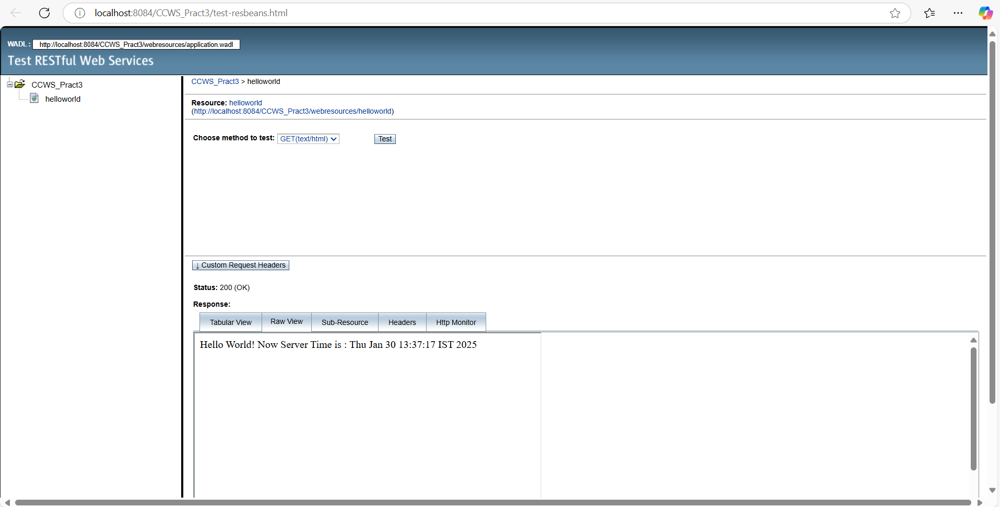 localhost:8084/CCWS_Pract3/test-resbeans.html
WADL : http://localhost:8084/CCWS_Pract3/webresources/application.wadl
Test RESTful Web Services
CCWS_Pract3
helloworld
CCWS_Pract3 > helloworld
Resource: helloworld
(http://localhost:8084/CCWS_Pract3/webresources/helloworld)
Choose method to test: GET(text/html) Test
↓ Custom Request Headers
Status: 200 (OK)
Response:
Tabular View Raw View Sub-Resource Headers Http Monitor
Hello World! Now Server Time is : Thu Jan 30 13:37:17 IST 2025